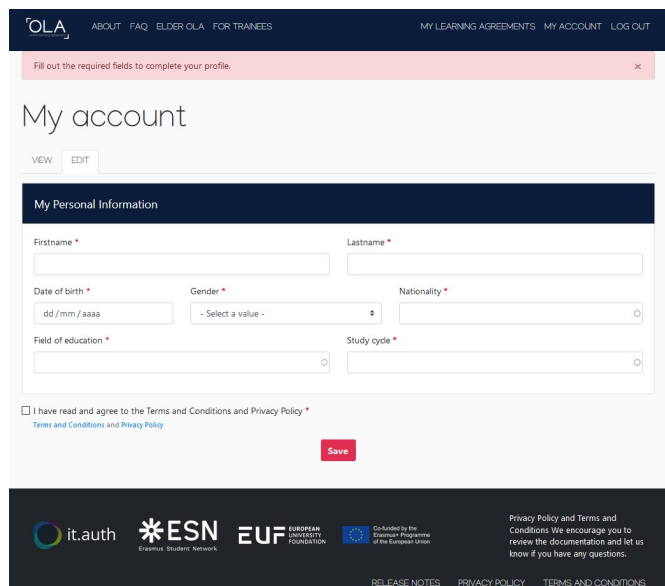 OLA
ABOUT FAQ ELDER OLA FOR TRAINEES MY LEARNING AGREEMENTS MY ACCOUNT LOG OUT
Fill out the required fields to complete your profile. ×
My account
VIEW EDIT
My Personal Information
Firstname * Lastname *
Date of birth * Gender * Nationality *
dd/mm/aaaa - Select a value -
Field of education * Study cycle *
I have read and agree to the Terms and Conditions and Privacy Policy *
Terms and Conditions and Privacy Policy
Save
it.auth
ESN
Erasmus Student Network
EUF EUROPEAN
UNIVERSITY
FOUNDATION
Co-funded by the
Erasmus+ Programme
of the European Union
Privacy Policy and Terms and
Conditions We encourage you to
review the documentation and let us
know if you have any questions.
RELEASE NOTES PRIVACY POLICY TERMS AND CONDITIONS